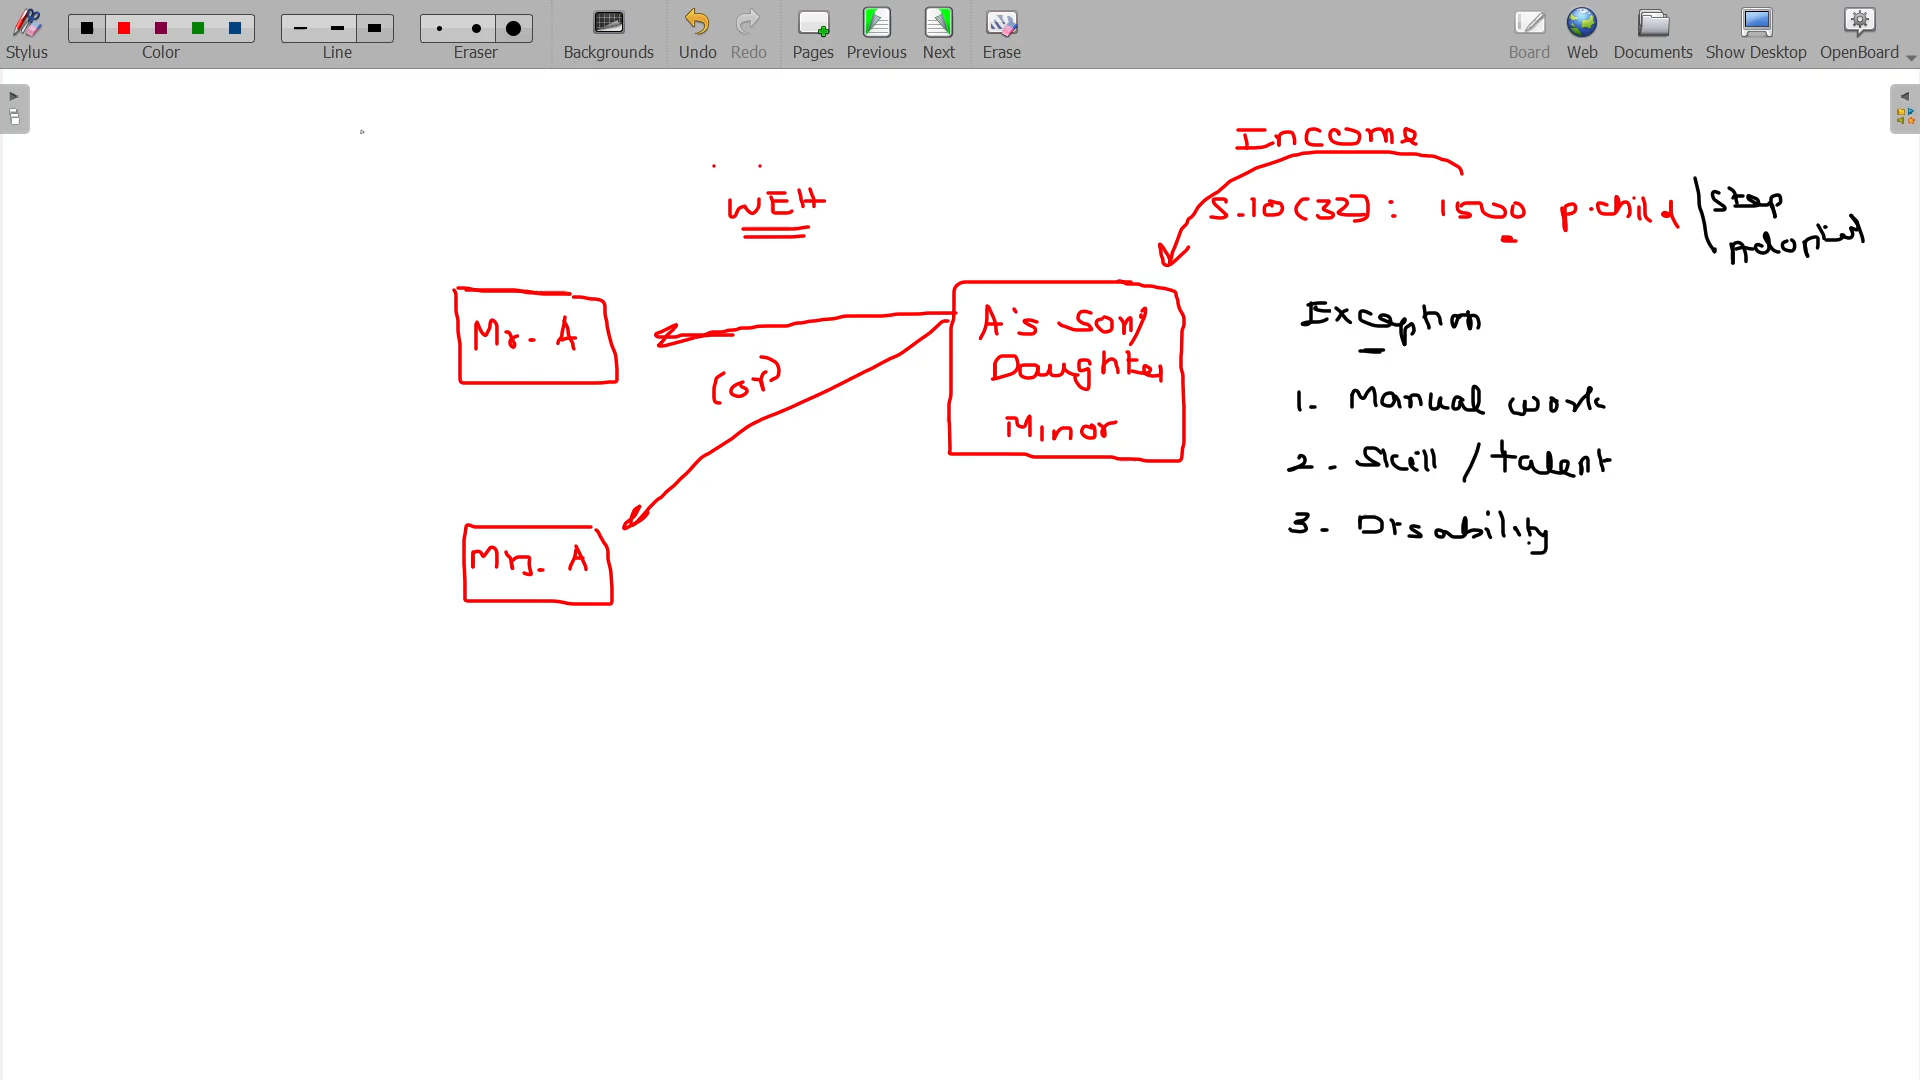 Stylus Color Line Eraser Backgrounds Undo Redo Pages Previous Next Erase Board Web Documents Show Desktop OpenBoard
Income
WEH
S.10(32): 1500 p.child
Step
Adopted
Mr. A
A's Son/
Daughter
Minor
(or)
Mrs. A
Exception
1. Manual work
2. Skill / talent
3. Disability